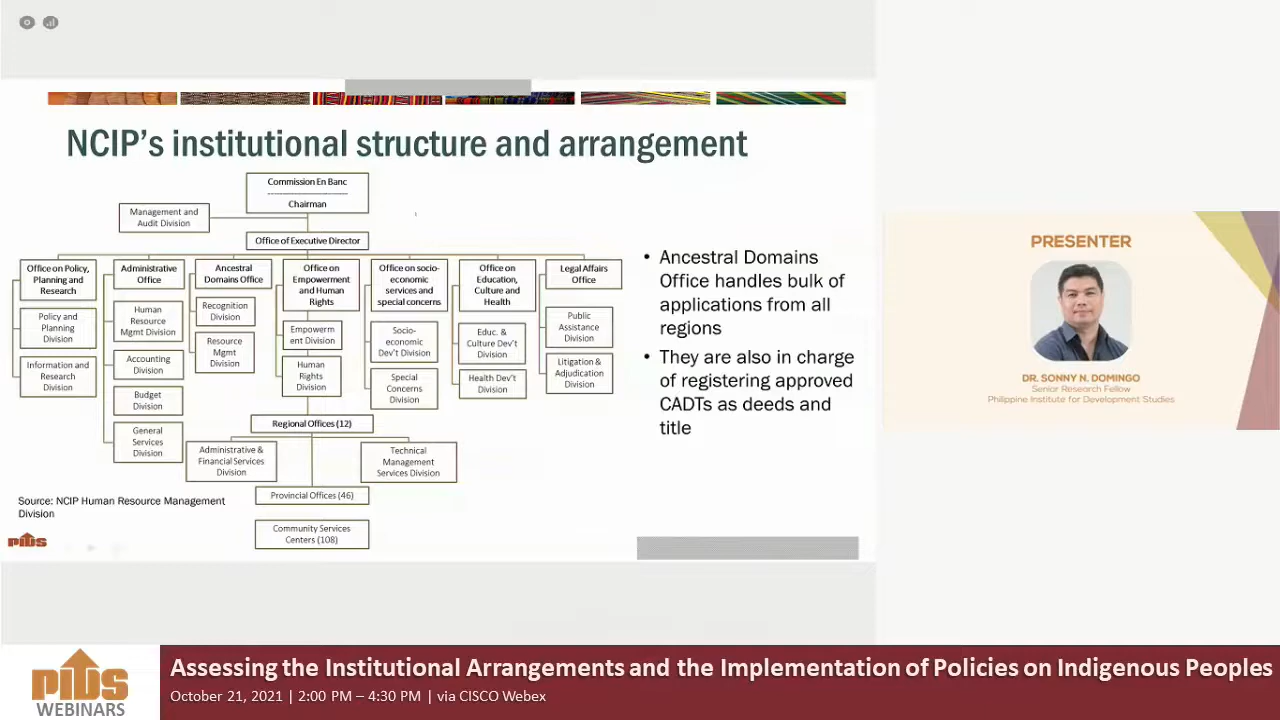 NCIP's institutional structure and arrangement
Commission En Banc
Chairman
Management and
Audit Division
Office of Executive Director
Office on Policy,
Planning and
Research
Policy and
Planning
Division
Information and
Research
Division
Administrative
Office
Human
Resource
Mgmt Division
Accounting
Division
Budget
Division
General
Services
Division
Ancestral
Domains Office
Recognition
Division
Resource
Mgmt
Division
Office on
Empowerment
and Human
Rights
Empowerm
ent Division
Human
Rights
Division
Office on socio-
economic
services and
special concerns
Socio-
economic
Dev't Division
Special
Concerns
Division
Office on
Education,
Culture and
Health
Educ. &
Culture Dev't
Division
Health Dev't
Division
Legal Affairs
Office
Public
Assistance
Division
Litigation &
Adjudication
Division
Regional Offices (12)
Administrative &
Financial Services
Division
Technical
Management
Services Division
Provincial Offices (46)
Community Services
Centers (108)
Source: NCIP Human Resource Management
Division
pids
• Ancestral Domains
Office handles bulk of
applications from all
regions
• They are also in charge
of registering approved
CADTs as deeds and
title
PRESENTER
DR. SONNY N. DOMINGO
Senior Research Fellow
Philippine Institute for Development Studies
pids
WEBINARS
Assessing the Institutional Arrangements and the Implementation of Policies on Indigenous Peoples
October 21, 2021 | 2:00 PM – 4:30 PM | via CISCO Webex